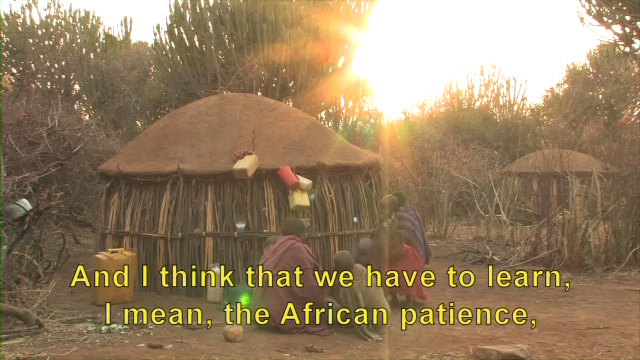 And I think that we have to learn,
I mean, the African patience,